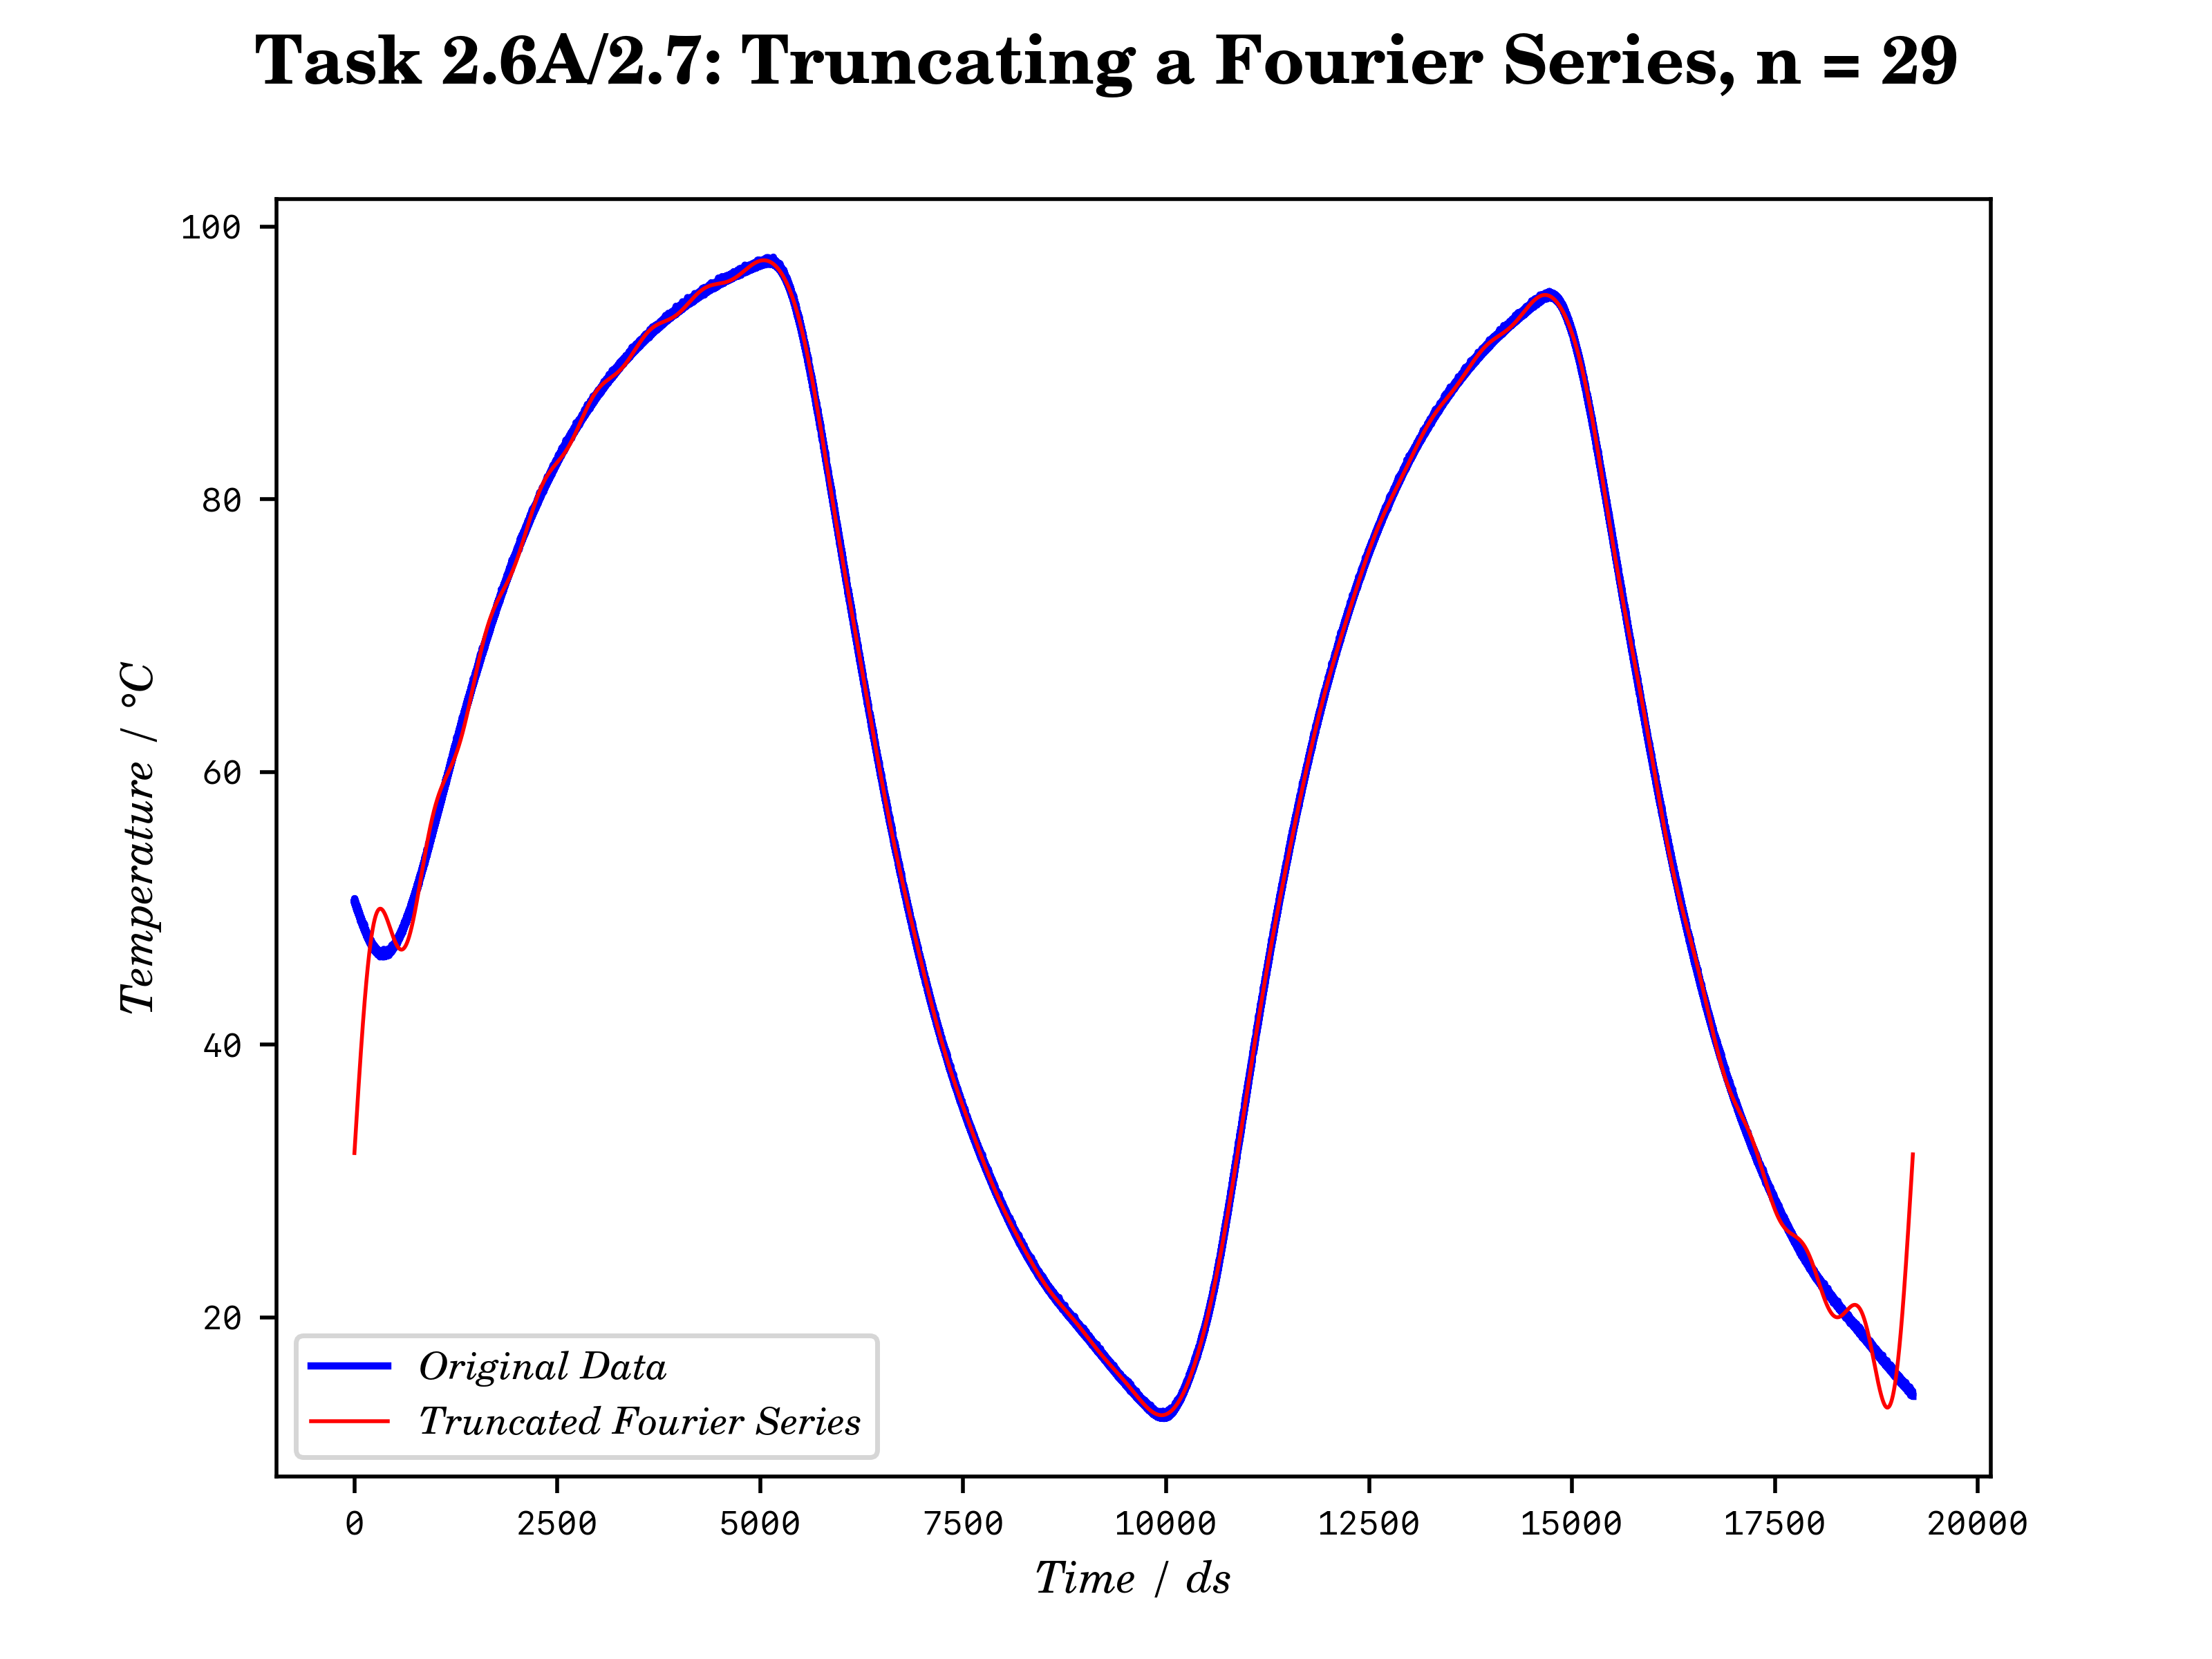 Task 2.6A/2.7: Truncating a Fourier Series, n = 29
100
80
60
40
20
Temperature / °C
Original Data
Truncated Fourier Series
0 2500 5000 7500 10000 12500 15000 17500 20000
Time / ds